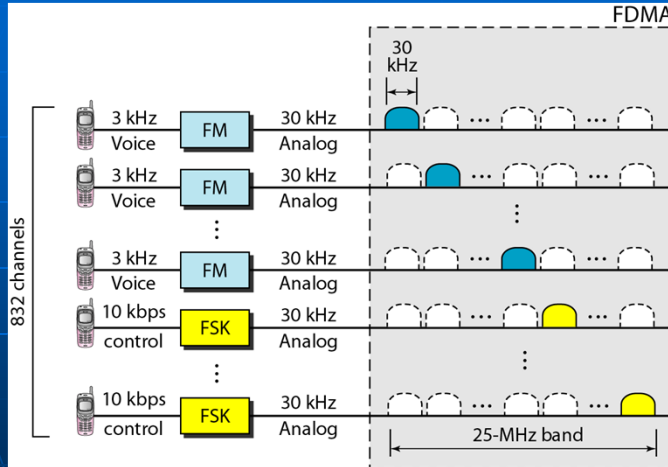 FDMA
30
kHz
3 kHz FM 30 kHz
Voice Analog
...
...
3 kHz FM 30 kHz
Voice Analog
...
...
⋮
⋮
3 kHz FM 30 kHz
Voice Analog
...
...
832 channels
10 kbps FSK 30 kHz
control Analog
...
...
⋮
⋮
10 kbps FSK 30 kHz
control Analog
...
...
25-MHz band